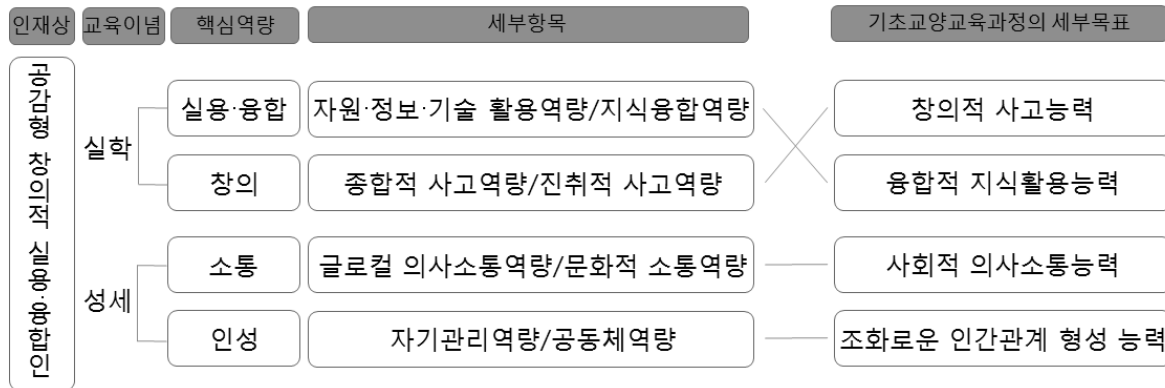 인재상 교육이념 핵심역량 세부항목 기초교양교육과정의 세부목표
공감형 창의적 실용·융합인
실학
실용·융합 자원·정보·기술 활용역량/지식융합역량 창의적 사고능력
창의 종합적 사고역량/진취적 사고역량 융합적 지식활용능력
성세
소통 글로컬 의사소통역량/문화적 소통역량 사회적 의사소통능력
인성 자기관리역량/공동체역량 조화로운 인간관계 형성 능력